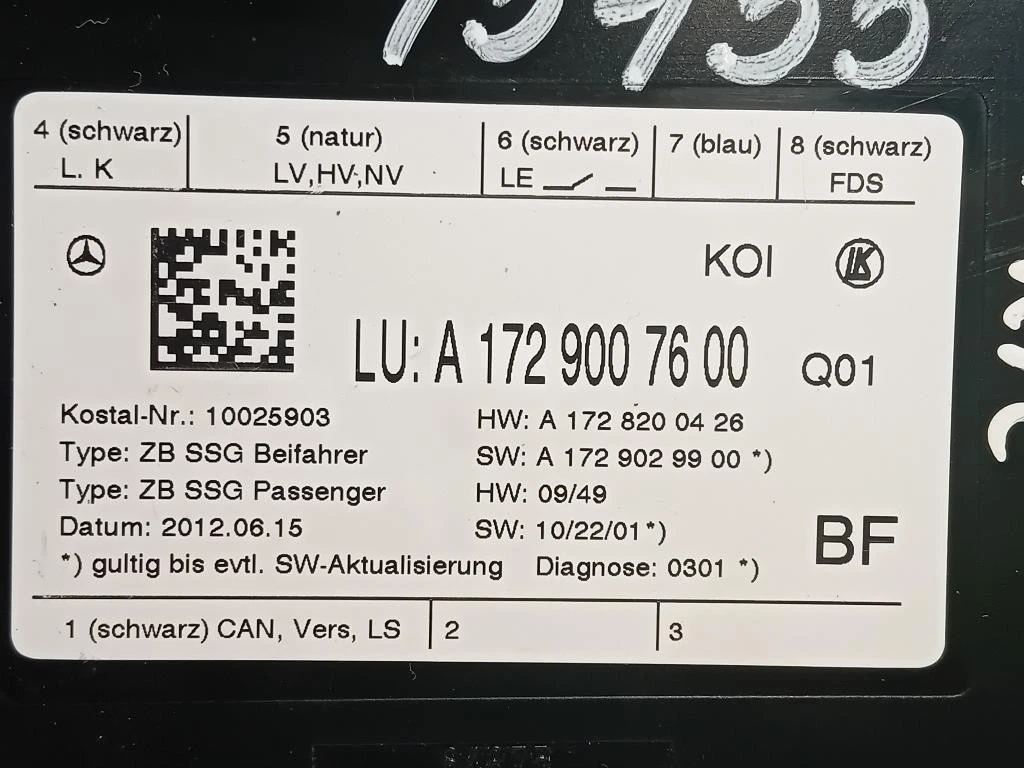 4 (schwarz) 5 (natur) 6 (schwarz) 7 (blau) 8 (schwarz)
L. K LV,HV,NV LE FDS
KOI
LU: A 172 900 76 00 Q01
Kostal-Nr.: 10025903 HW: A 172 820 04 26
Type: ZB SSG Beifahrer SW: A 172 902 99 00 *)
Type: ZB SSG Passenger HW: 09/49
Datum: 2012.06.15 SW: 10/22/01*)
BF
*) gultig bis evtl. SW-Aktualisierung Diagnose: 0301 *)
1 (schwarz) CAN, Vers, LS 2 3